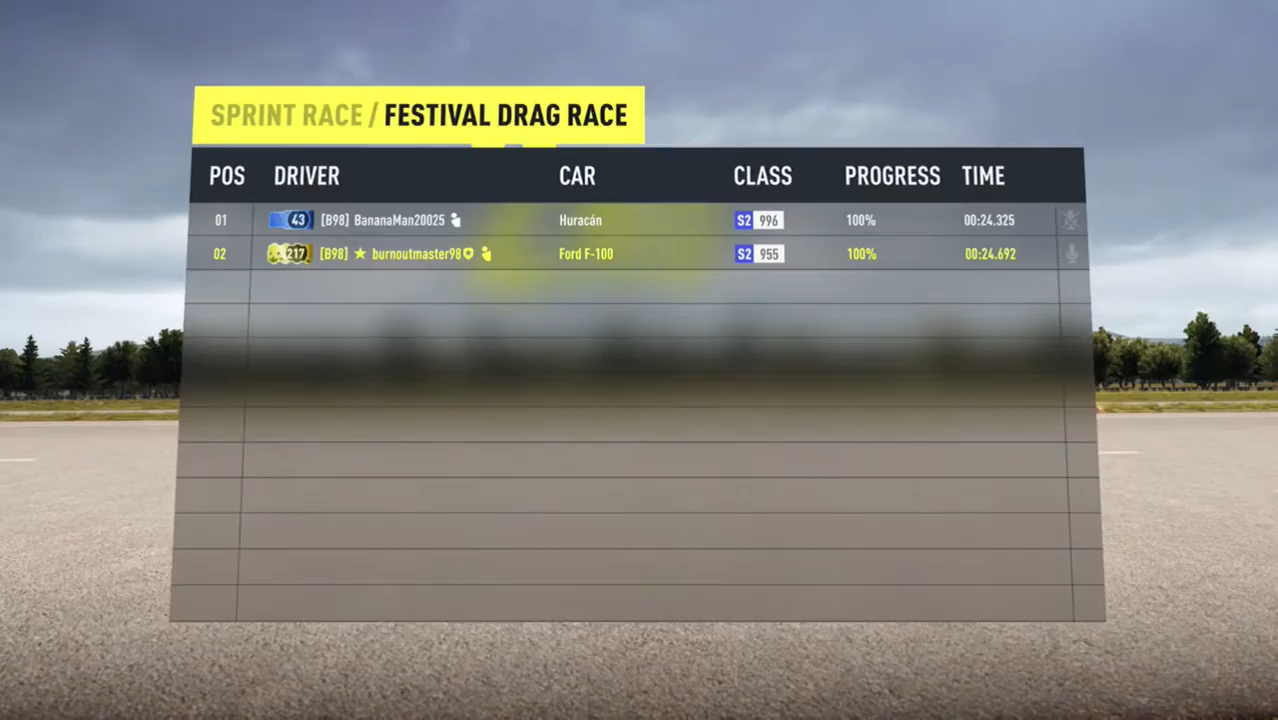 SPRINT RACE / FESTIVAL DRAG RACE
POS DRIVER CAR CLASS PROGRESS TIME
01 43 [B98] BananaMan20025 Huracán S2 996 100% 00:24.325
02 217 [B98] ★ burnoutmaster98 Ford F-100 S2 955 100% 00:24.692